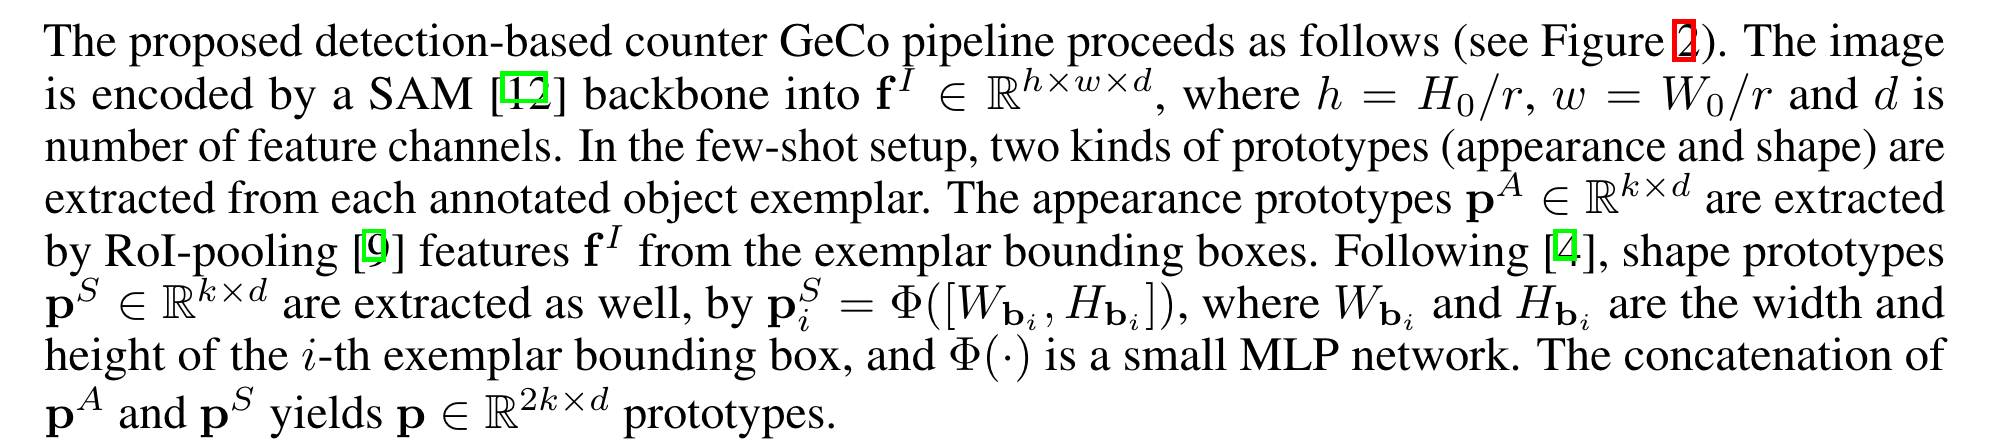 The proposed detection-based counter GeCo pipeline proceeds as follows (see Figure 2). The image
is encoded by a SAM [12] backbone into $\mathbf{f}^I \in \mathbb{R}^{h \times w \times d}$, where $h = H_0/r$, $w = W_0/r$ and $d$ is
number of feature channels. In the few-shot setup, two kinds of prototypes (appearance and shape) are
extracted from each annotated object exemplar. The appearance prototypes $\mathbf{p}^A \in \mathbb{R}^{k \times d}$ are extracted
by RoI-pooling [9] features $\mathbf{f}^I$ from the exemplar bounding boxes. Following [4], shape prototypes
$\mathbf{p}^S \in \mathbb{R}^{k \times d}$ are extracted as well, by $\mathbf{p}_i^S = \Phi([W_{\mathbf{b}_i}, H_{\mathbf{b}_i}])$, where $W_{\mathbf{b}_i}$ and $H_{\mathbf{b}_i}$ are the width and
height of the $i$-th exemplar bounding box, and $\Phi(\cdot)$ is a small MLP network. The concatenation of
$\mathbf{p}^A$ and $\mathbf{p}^S$ yields $\mathbf{p} \in \mathbb{R}^{2k \times d}$ prototypes.